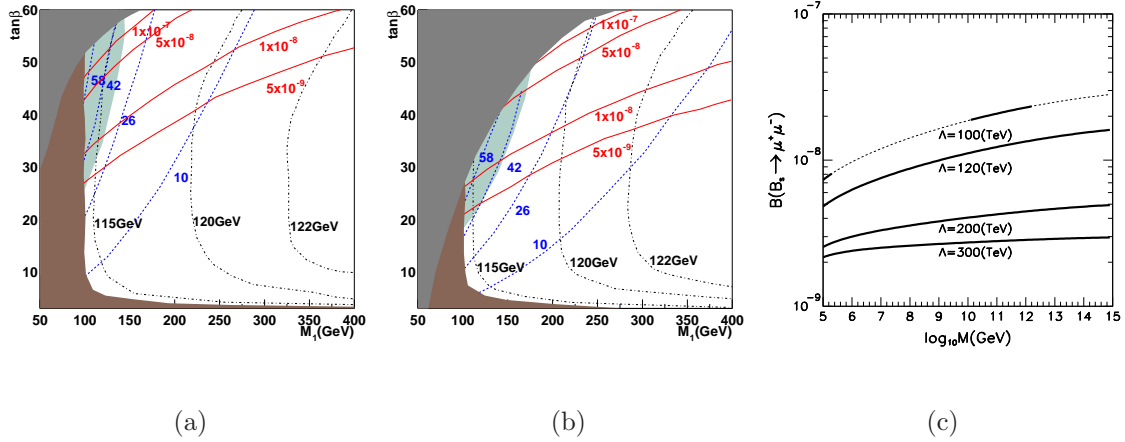 tanβ
60
50
40
30
20
10
50
100
150
200
250
300
350
400
M₁(GeV)
1x10⁻⁷
5x10⁻⁸
1x10⁻⁸
5x10⁻⁹
58
42
26
10
115GeV
120GeV
122GeV
(a)
tanβ
60
50
40
30
20
10
50
100
150
200
250
300
350
400
M₁(GeV)
1x10⁻⁷
5x10⁻⁸
1x10⁻⁸
5x10⁻⁹
58
42
26
10
115GeV
120GeV
122GeV
(b)
B(Bₛ → μ⁺μ⁻)
10⁻⁷
10⁻⁸
10⁻⁹
Λ=100(TeV)
Λ=120(TeV)
Λ=200(TeV)
Λ=300(TeV)
5 6 7 8 9 10 11 12 13 14 15
log₁₀M(GeV)
(c)